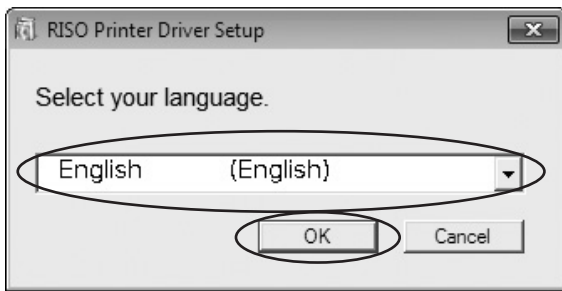 RISO Printer Driver Setup
Select your language.
English (English)
OK Cancel